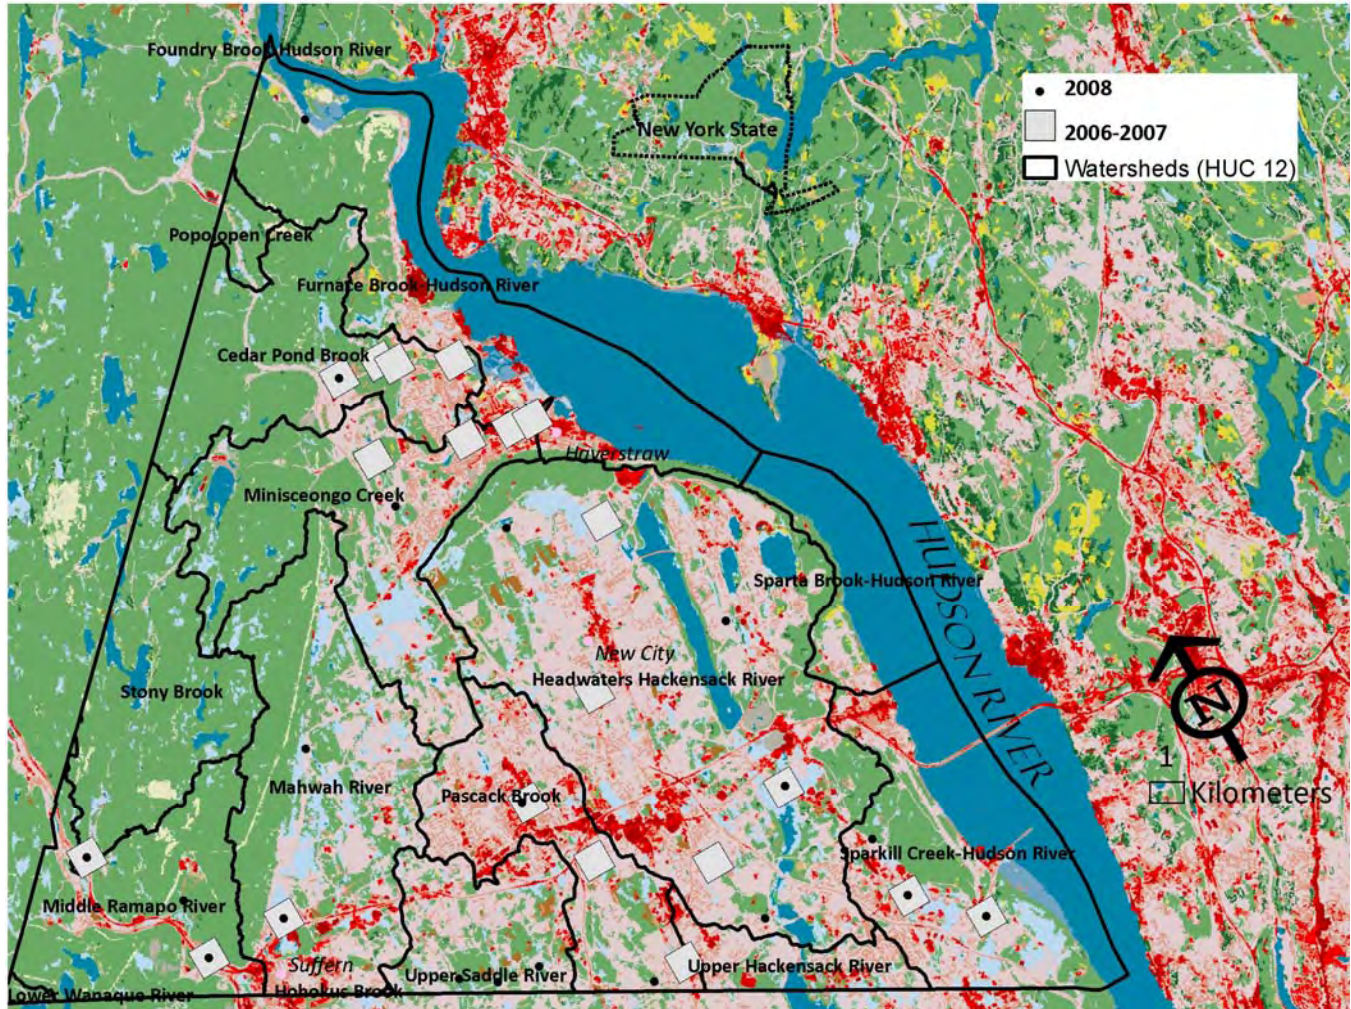 Foundry Brook-Hudson River
2008
New York State
2006-2007
Watersheds (HUC 12)
Popolopen Creek
Furnace Brook-Hudson River
Cedar Pond Brook
Haverstraw
Minisceongo Creek
HUDSON RIVER
Sparta Brook-Hudson River
New City
Headwaters Hackensack River
Stony Brook
N
1
Kilometers
Mahwah River
Pascack Brook
Sparkill Creek-Hudson River
Middle Ramapo River
Suffern
Upper Saddle River
Upper Hackensack River
Hohokus Brook
Lower Wanaque River